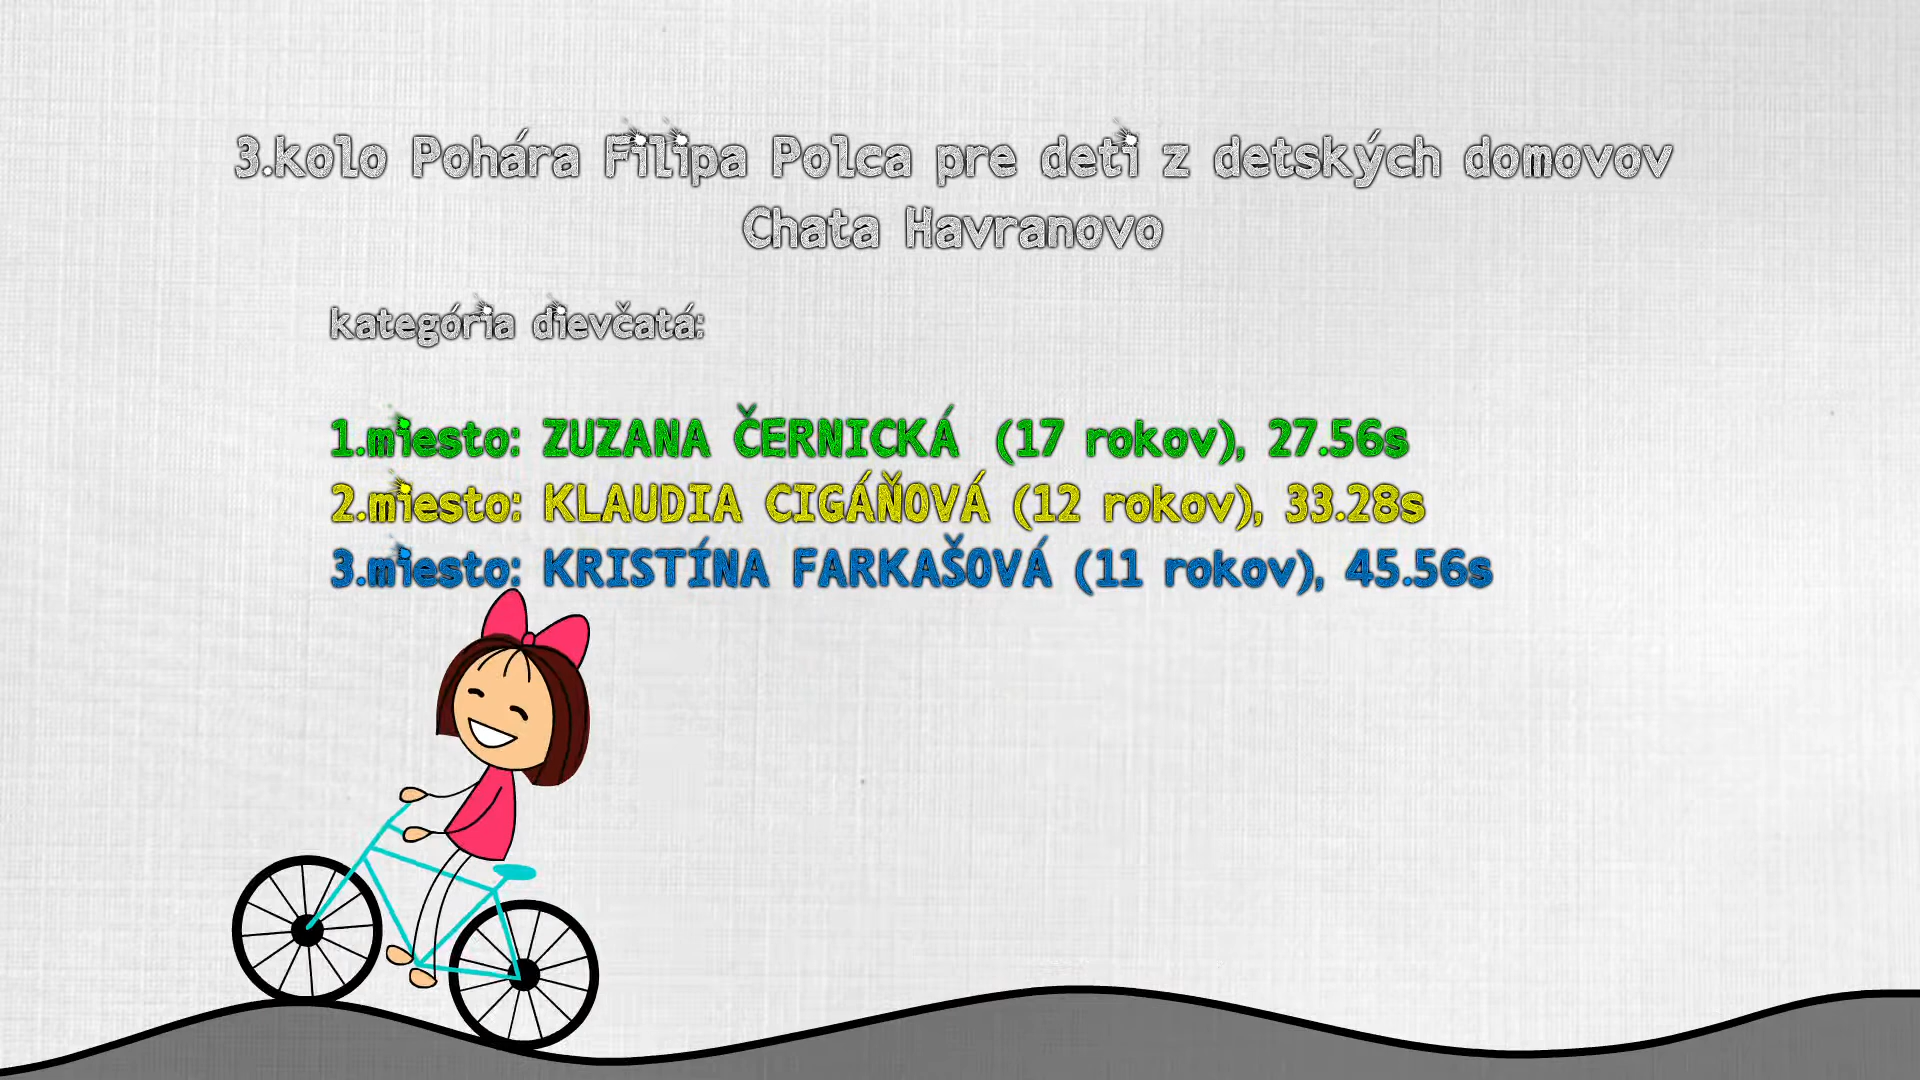 3.kolo Pohára Filipa Polca pre deti z detských domovov
Chata Havranovo
kategória dievčatá:
1.miesto: ZUZANA ČERNICKÁ (17 rokov), 27.56s
2.miesto: KLAUDIA CIGÁŇOVÁ (12 rokov), 33.28s
3.miesto: KRISTÍNA FARKAŠOVÁ (11 rokov), 45.56s